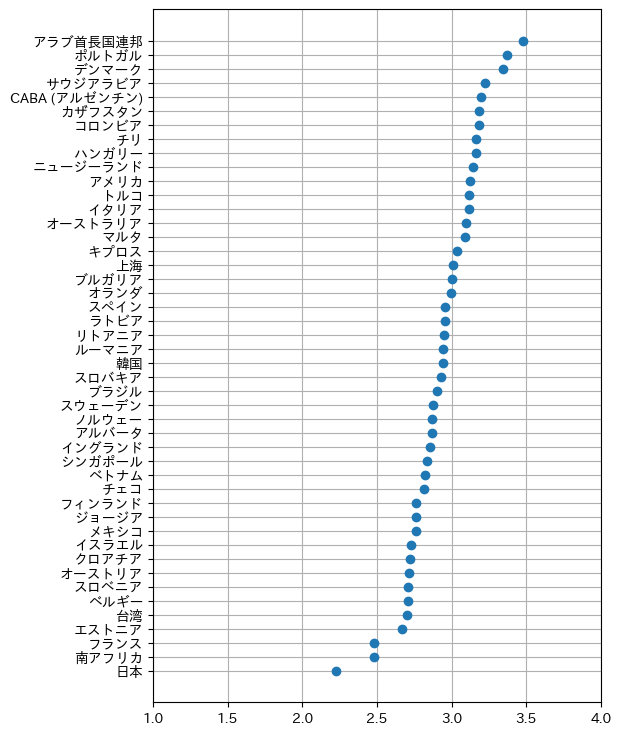 アラブ首長国連邦
ポルトガル
デンマーク
サウジアラビア
CABA (アルゼンチン)
カザフスタン
コロンビア
チリ
ハンガリー
ニュージーランド
アメリカ
トルコ
イタリア
オーストラリア
マルタ
キプロス
上海
ブルガリア
オランダ
スペイン
ラトビア
リトアニア
ルーマニア
韓国
スロバキア
ブラジル
スウェーデン
ノルウェー
アルバータ
イングランド
シンガポール
ベトナム
チェコ
フィンランド
ジョージア
メキシコ
イスラエル
クロアチア
オーストリア
スロベニア
ベルギー
台湾
エストニア
フランス
南アフリカ
日本
1.0 1.5 2.0 2.5 3.0 3.5 4.0